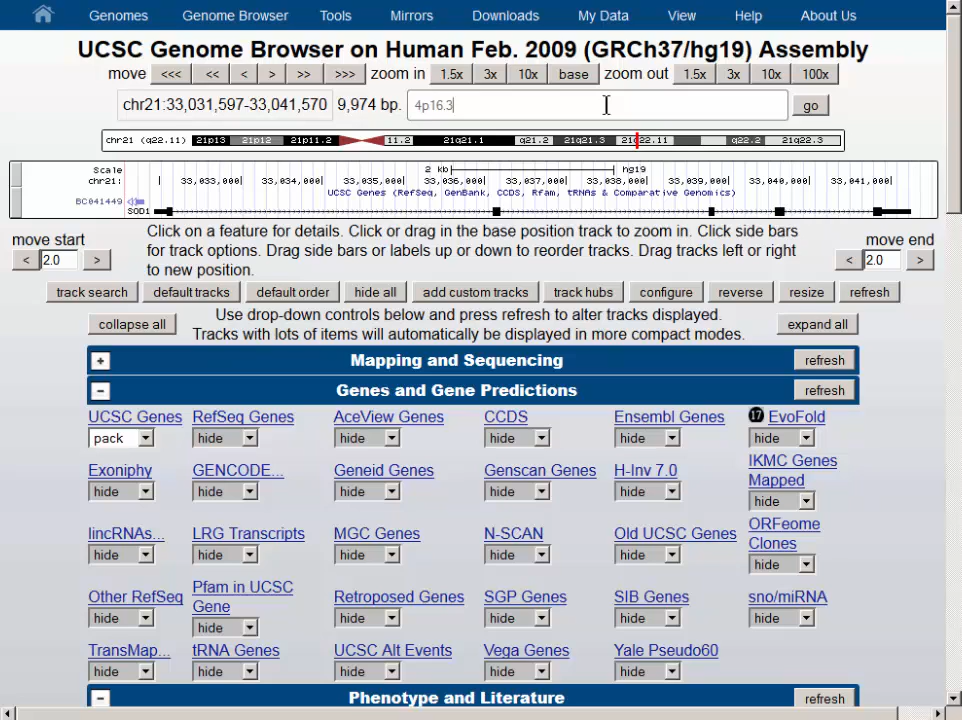 Genomes Genome Browser Tools Mirrors Downloads My Data View Help About Us
UCSC Genome Browser on Human Feb. 2009 (GRCh37/hg19) Assembly
move <<< << < > >> >>> zoom in 1.5x 3x 10x base zoom out 1.5x 3x 10x 100x
chr21:33,031,597-33,041,570 9,974 bp. 4p16.3 go
chr21 (q22.11) 21p13 21p12 21p11.2 11.2 21q21.1 q21.2 21q21.3 21q22.11 q22.2 21q22.3
Scale 2 kb hg19
chr21: 33,033,000 33,034,000 33,035,000 33,036,000 33,037,000 33,038,000 33,039,000 33,040,000 33,041,000
UCSC Genes (RefSeq, GenBank, CCDS, Rfam, tRNAs & Comparative Genomics)
BC041449
SOD1
move start
< 2.0 >
Click on a feature for details. Click or drag in the base position track to zoom in. Click side bars
for track options. Drag side bars or labels up or down to reorder tracks. Drag tracks left or right
to new position.
move end
< 2.0 >
track search default tracks default order hide all add custom tracks track hubs configure reverse resize refresh
collapse all
Use drop-down controls below and press refresh to alter tracks displayed.
Tracks with lots of items will automatically be displayed in more compact modes.
expand all
+ Mapping and Sequencing refresh
- Genes and Gene Predictions refresh
UCSC Genes RefSeq Genes AceView Genes CCDS Ensembl Genes 17 EvoFold
pack hide hide hide hide hide
Exoniphy GENCODE... Geneid Genes Genscan Genes H-Inv 7.0 IKMC Genes
Mapped
hide hide hide hide hide hide
lincRNAs... LRG Transcripts MGC Genes N-SCAN Old UCSC Genes ORFeome
Clones
hide hide hide hide hide hide
Other RefSeq Pfam in UCSC
Gene
Retroposed Genes SGP Genes SIB Genes sno/miRNA
hide hide hide hide hide hide
TransMap... tRNA Genes UCSC Alt Events Vega Genes Yale Pseudo60
hide hide hide hide hide
- Phenotype and Literature refresh